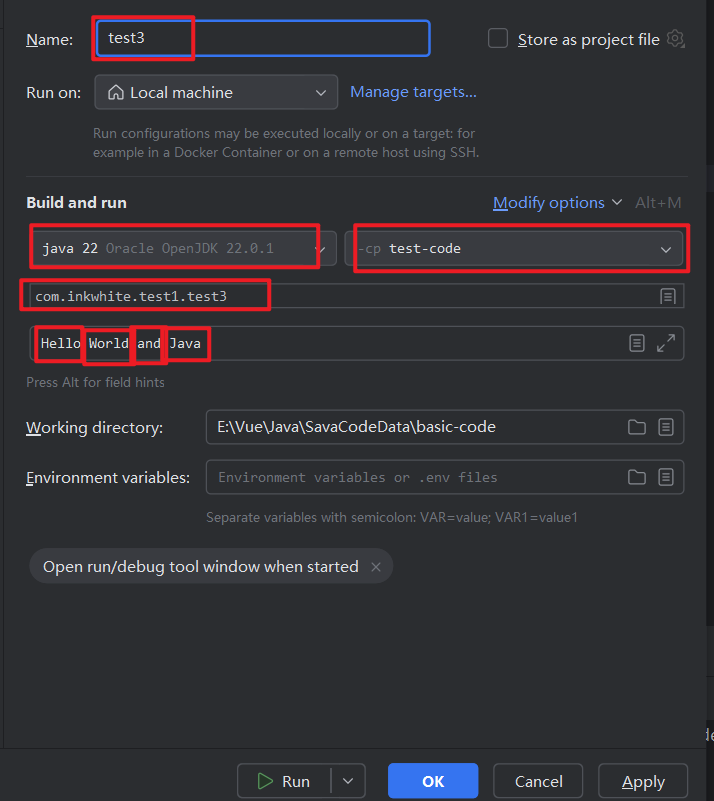 Name: test3 Store as project file
Run on: Local machine Manage targets...
Run configurations may be executed locally or on a target: for
example in a Docker Container or on a remote host using SSH.
Build and run Modify options Alt+M
java 22 Oracle OpenJDK 22.0.1 -cp test-code
com.inkwhite.test1.test3
Hello World and Java
Press Alt for field hints
Working directory: E:\Vue\Java\SavaCodeData\basic-code
Environment variables: Environment variables or .env files
Separate variables with semicolon: VAR=value; VAR1=value1
Open run/debug tool window when started
Run OK Cancel Apply